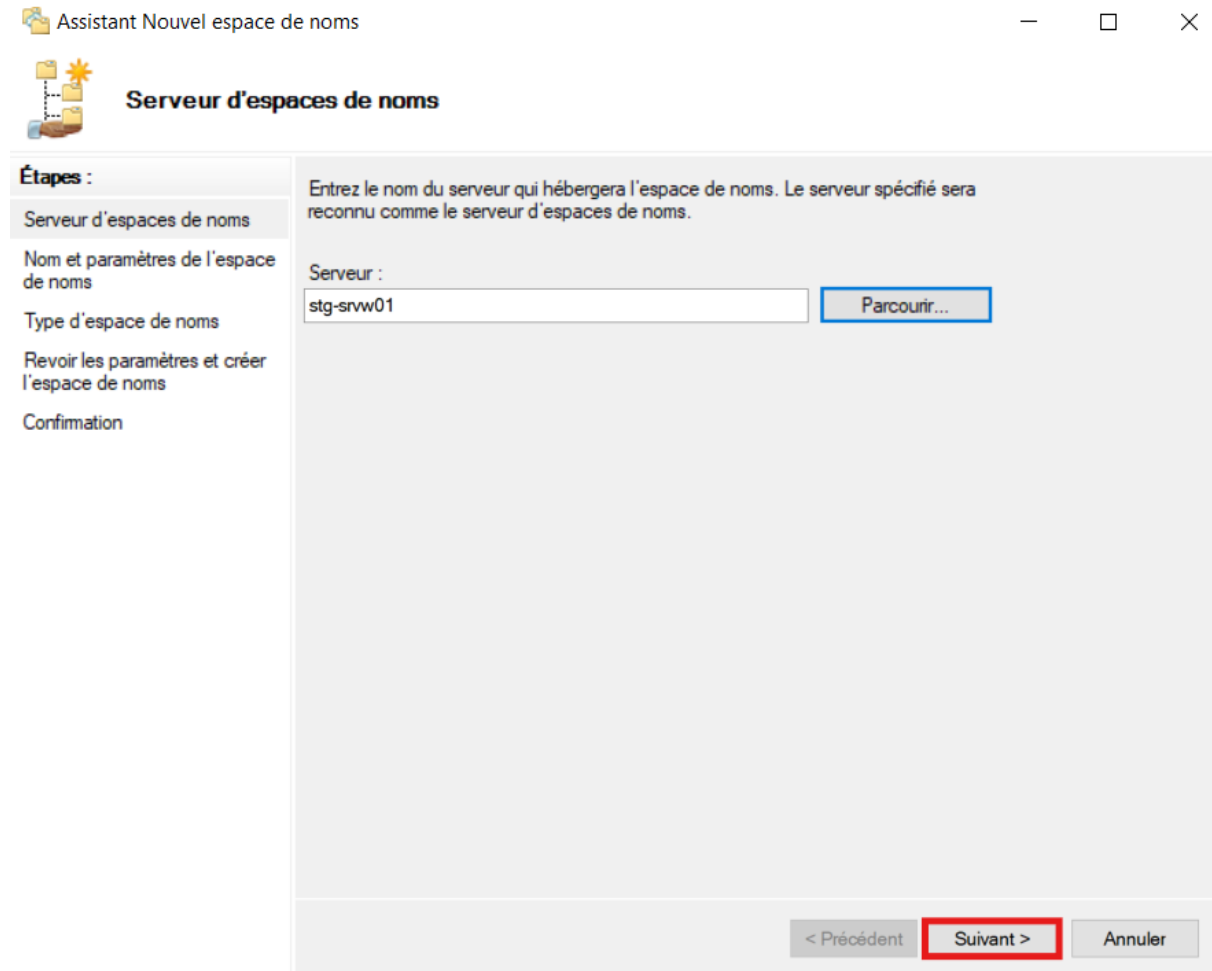 Assistant Nouvel espace de noms
Serveur d'espaces de noms
Étapes :
Serveur d'espaces de noms
Nom et paramètres de l'espace
de noms
Type d'espace de noms
Revoir les paramètres et créer
l'espace de noms
Confirmation
Entrez le nom du serveur qui hébergera l'espace de noms. Le serveur spécifié sera
reconnu comme le serveur d'espaces de noms.
Serveur :
stg-srvw01
Parcourir...
< Précédent
Suivant >
Annuler